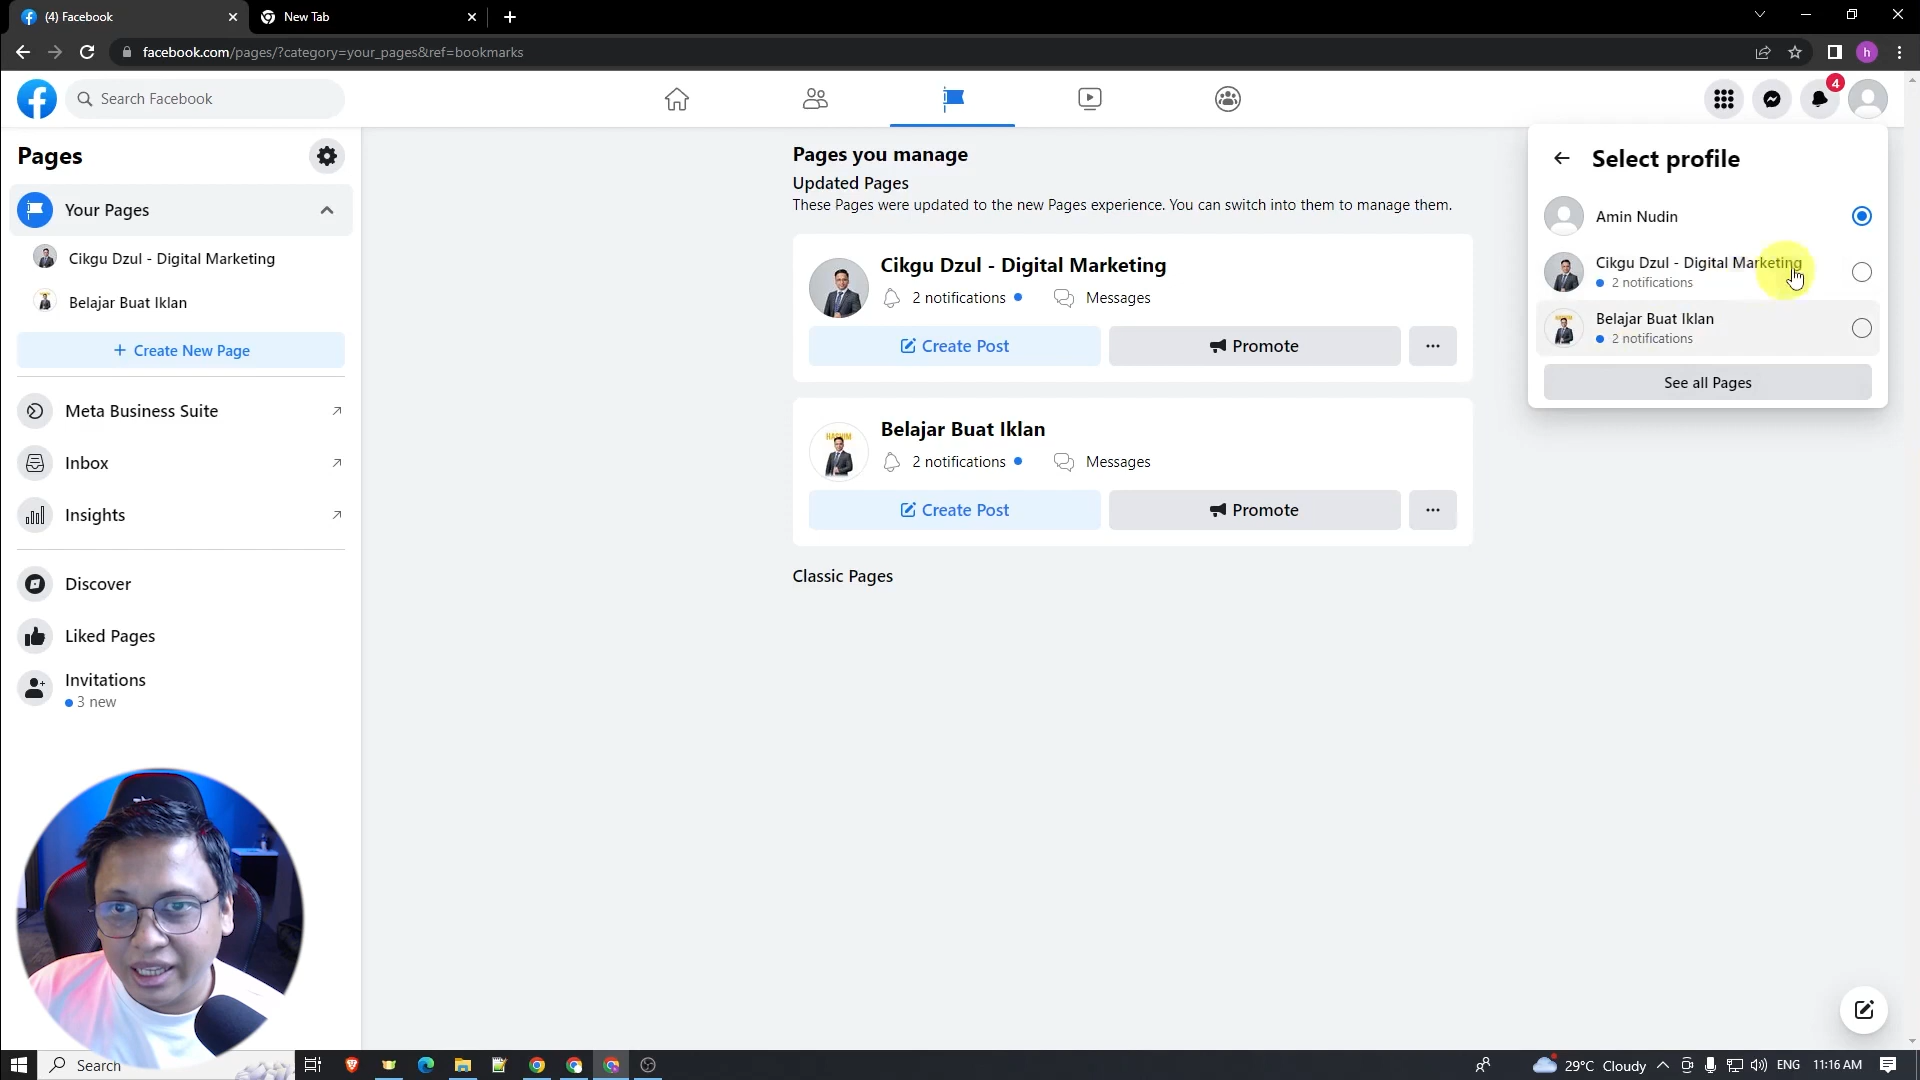 (4) Facebook
New Tab
facebook.com/pages/?category=your_pages&ref=bookmarks
h
Search Facebook
4
Pages
Your Pages
Cikgu Dzul - Digital Marketing
Belajar Buat Iklan
+ Create New Page
Meta Business Suite
Inbox
Insights
Discover
Liked Pages
Invitations
3 new
Pages you manage
Updated Pages
These Pages were updated to the new Pages experience. You can switch into them to manage them.
Cikgu Dzul - Digital Marketing
2 notifications
Messages
Create Post
Promote
Belajar Buat Iklan
2 notifications
Messages
Create Post
Promote
Classic Pages
Select profile
Amin Nudin
Cikgu Dzul - Digital Marketing
2 notifications
Belajar Buat Iklan
2 notifications
See all Pages
Search
29°C Cloudy
ENG
11:16 AM